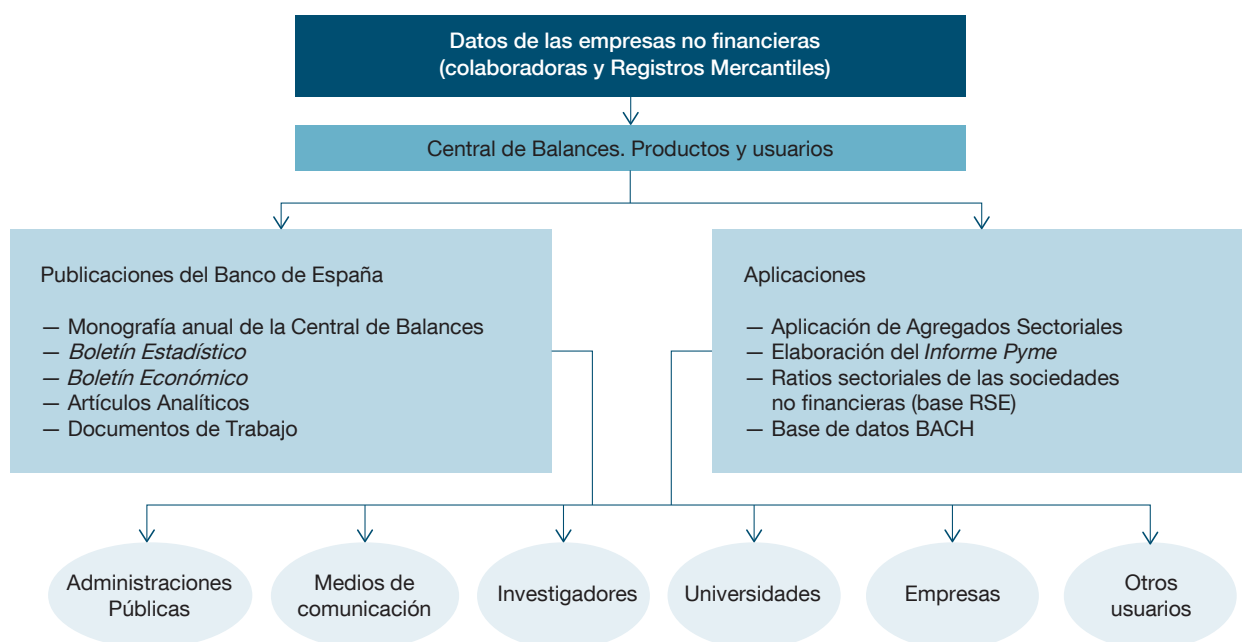 Datos de las empresas no financieras
(colaboradoras y Registros Mercantiles)
Central de Balances. Productos y usuarios
Publicaciones del Banco de España
— Monografía anual de la Central de Balances
— Boletín Estadístico
— Boletín Económico
— Artículos Analíticos
— Documentos de Trabajo
Aplicaciones
— Aplicación de Agregados Sectoriales
— Elaboración del Informe Pyme
— Ratios sectoriales de las sociedades
no financieras (base RSE)
— Base de datos BACH
Administraciones
Públicas
Medios de
comunicación
Investigadores
Universidades
Empresas
Otros
usuarios